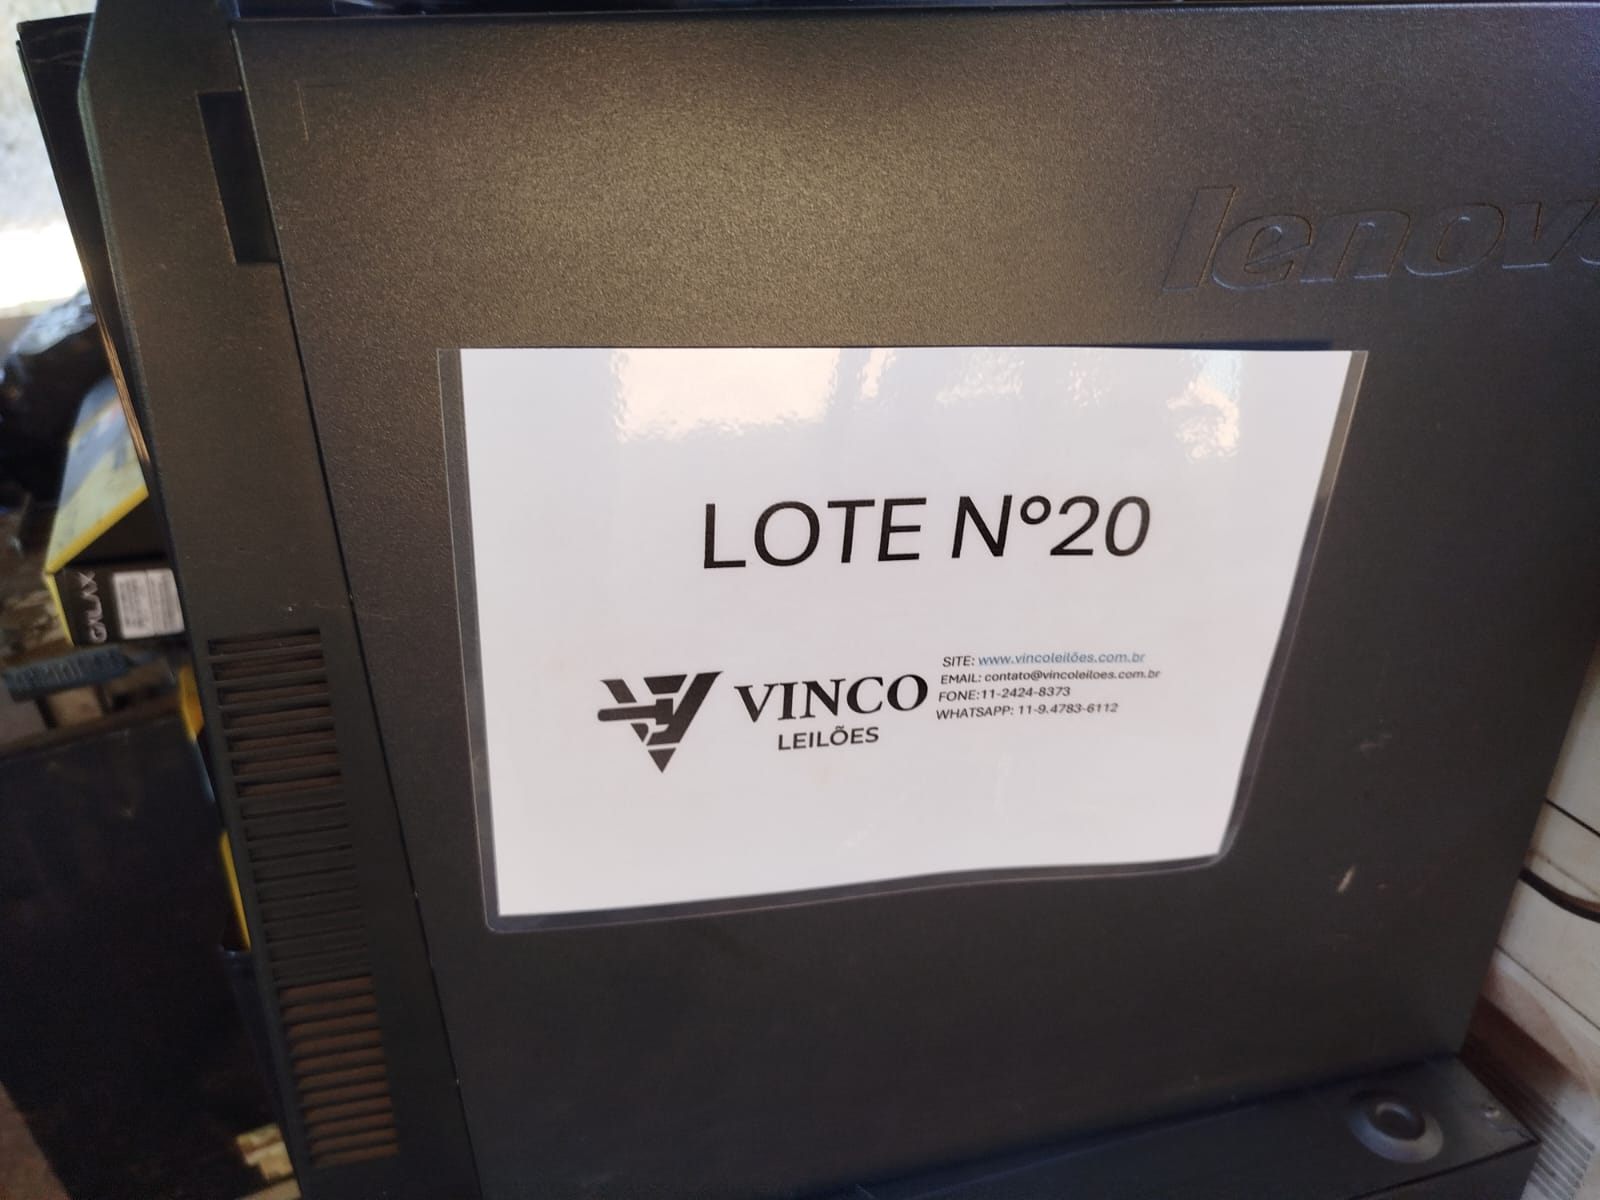 lenov
LOTE N°20
VINCO
LEILÕES
SITE: www.vincoleilões.com.br
EMAIL: contato@vincoleiloes.com.br
FONE:11-2424-8373
WHATSAPP: 11-9.4783-6112
GALAX